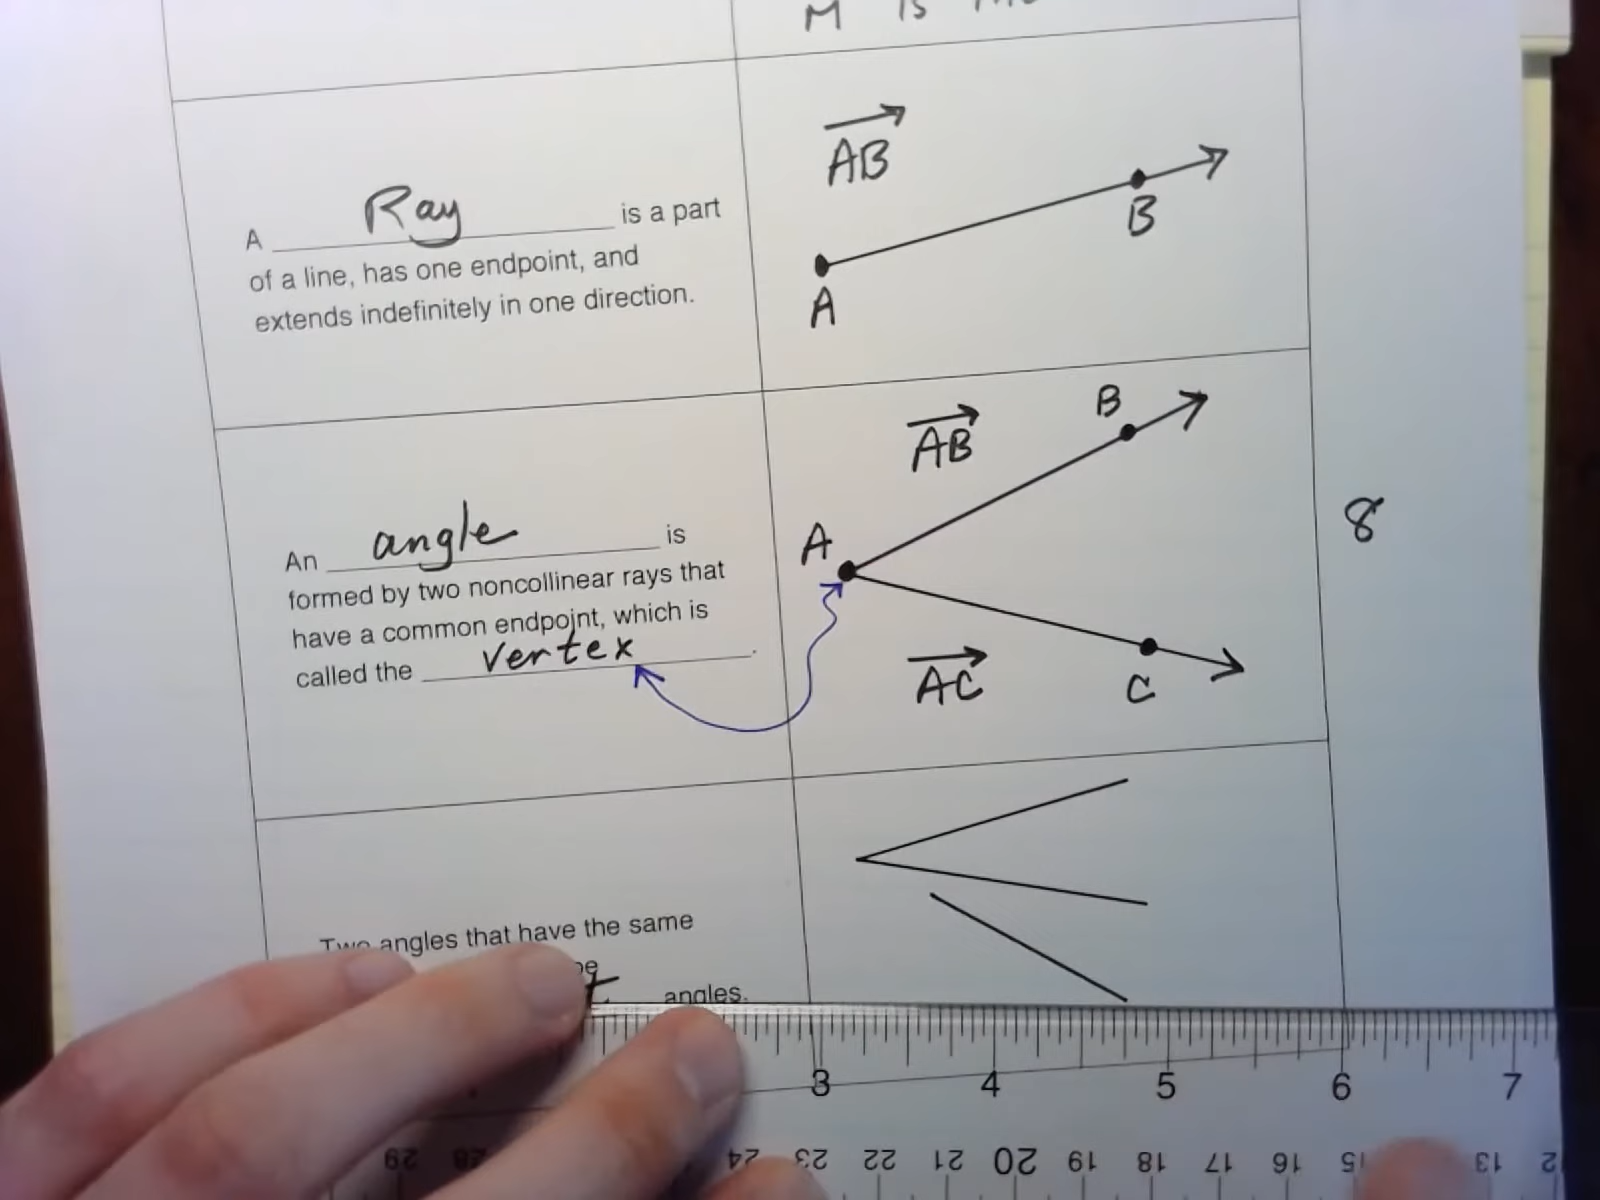 M is
AB
A Ray is a part
of a line, has one endpoint, and
extends indefinitely in one direction.
B
A
B
AB
An angle is
formed by two noncollinear rays that
have a common endpoint, which is
called the vertex.
A
8
AC
C
Two angles that have the same
angles.
3 4 5 6 7
29 28 24 23 22 21 20 19 18 17 16 15 13 12